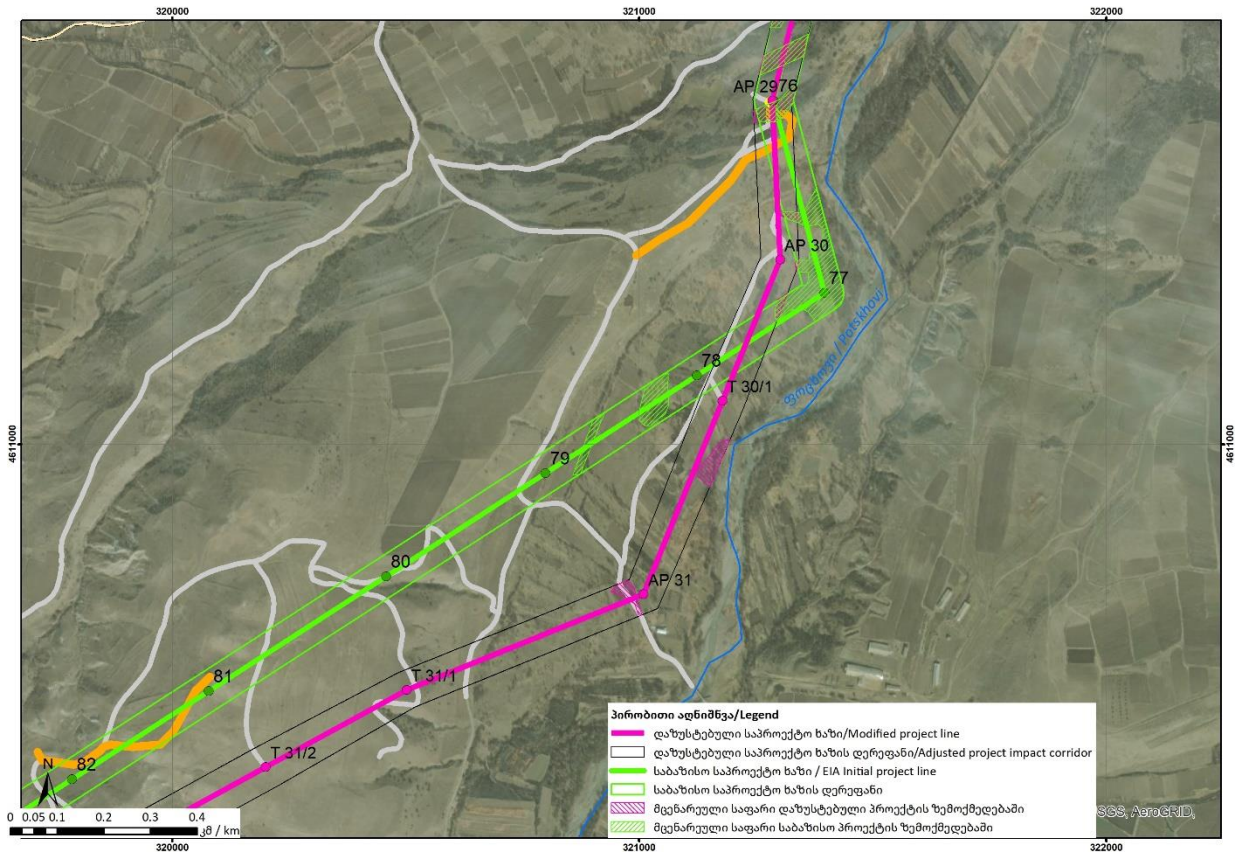 320000
321000
322000
AP 2976
AP 30
77
78
T 30/1
ფოცხოვი / Potskhovi
4611000
4611000
79
80
AP 31
81
T 31/1
T 31/2
82
N
0 0.05 0.1 0.2 0.3 0.4
კმ / km
პირობითი აღნიშნვა/Legend
დაზუსტებული საპროექტო ხაზი/Modified project line
დაზუსტებული საპროექტო ხაზის დერეფანი/Adjusted project impact corridor
საბაზისო საპროექტო ხაზი / EIA Initial project line
საბაზისო საპროექტო ხაზის დერეფანი
მცენარეული საფარი დაზუსტებული პროექტის ზემოქმედებაში
მცენარეული საფარი საბაზისო პროექტის ზემოქმედებაში
SGS, AeroGRID,
320000
321000
322000